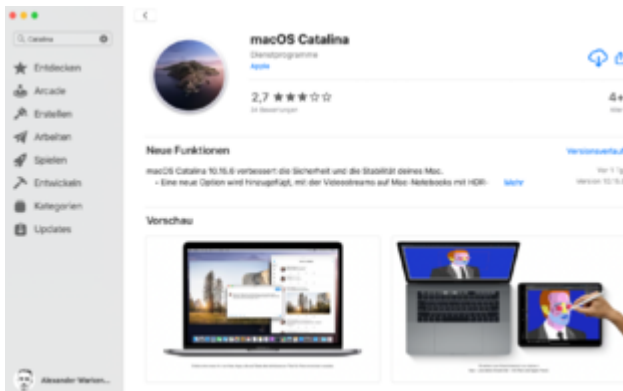 Catalina
macOS Catalina
Dienstprogramme
Apple
Entdecken
Arcade
2,7
4+
Erstellen
Arbeiten
Neue Funktionen
Versionsverlauf
Spielen
macOS Catalina 10.15.6 verbessert die Sicherheit und die Stabilität deines Mac.
- Eine neue Option wird hinzugefügt, mit der Videostreams auf Mac-Notebooks mit HDR-
Mehr
Entwickeln
Kategorien
Updates
Vorschau
Alexander